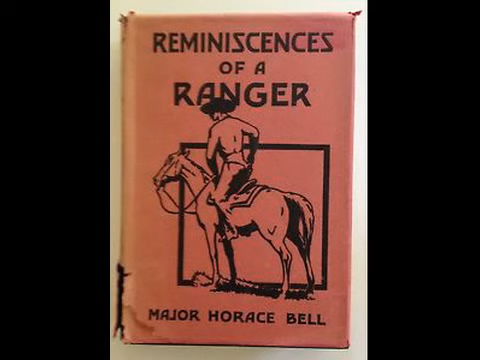 REMINISCENCES
OF A
RANGER
MAJOR HORACE BELL